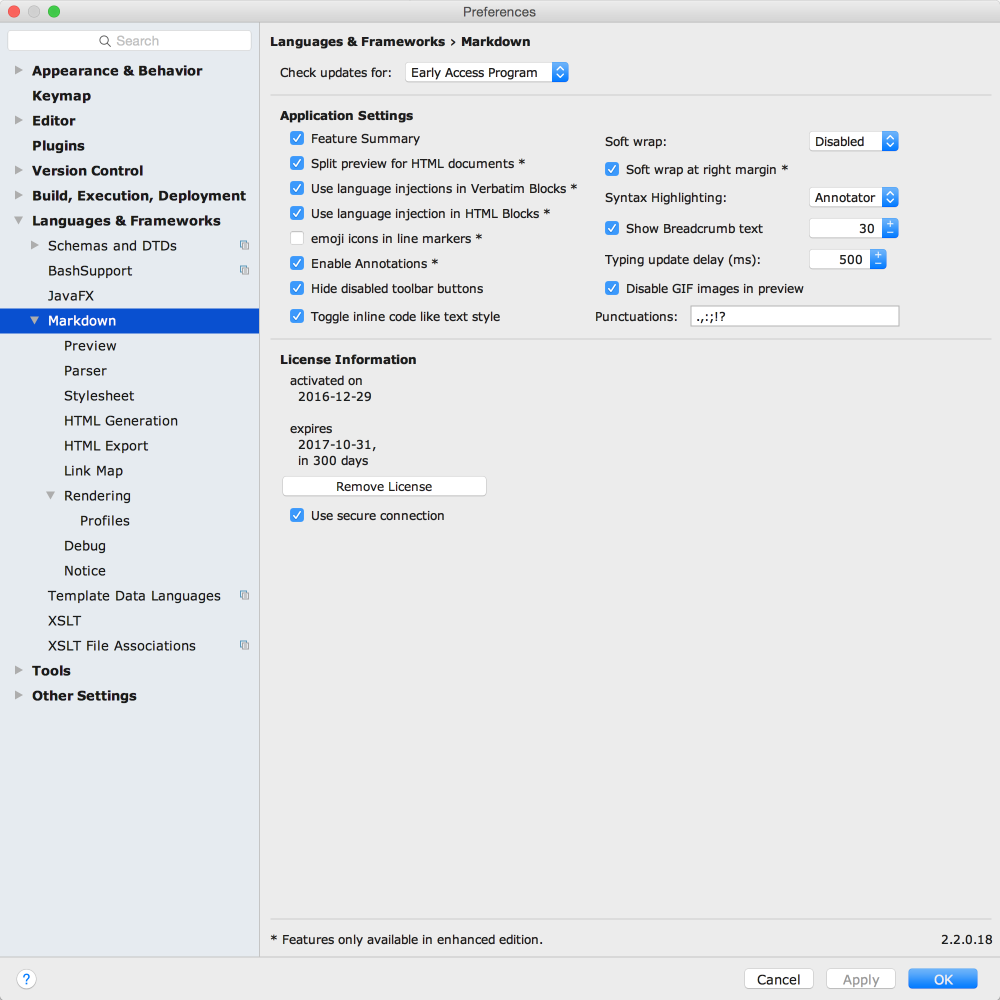 Preferences
Search
Appearance & Behavior
Keymap
Editor
Plugins
Version Control
Build, Execution, Deployment
Languages & Frameworks
Schemas and DTDs
BashSupport
JavaFX
Markdown
Preview
Parser
Stylesheet
HTML Generation
HTML Export
Link Map
Rendering
Profiles
Debug
Notice
Template Data Languages
XSLT
XSLT File Associations
Tools
Other Settings
Languages & Frameworks › Markdown
Check updates for: Early Access Program
Application Settings
Feature Summary
Split preview for HTML documents *
Use language injections in Verbatim Blocks *
Use language injection in HTML Blocks *
emoji icons in line markers *
Enable Annotations *
Hide disabled toolbar buttons
Toggle inline code like text style
Soft wrap: Disabled
Soft wrap at right margin *
Syntax Highlighting: Annotator
Show Breadcrumb text 30
Typing update delay (ms): 500
Disable GIF images in preview
Punctuations: .,:;!?
License Information
activated on
2016-12-29
expires
2017-10-31,
in 300 days
Remove License
Use secure connection
* Features only available in enhanced edition. 2.2.0.18
? Cancel Apply OK